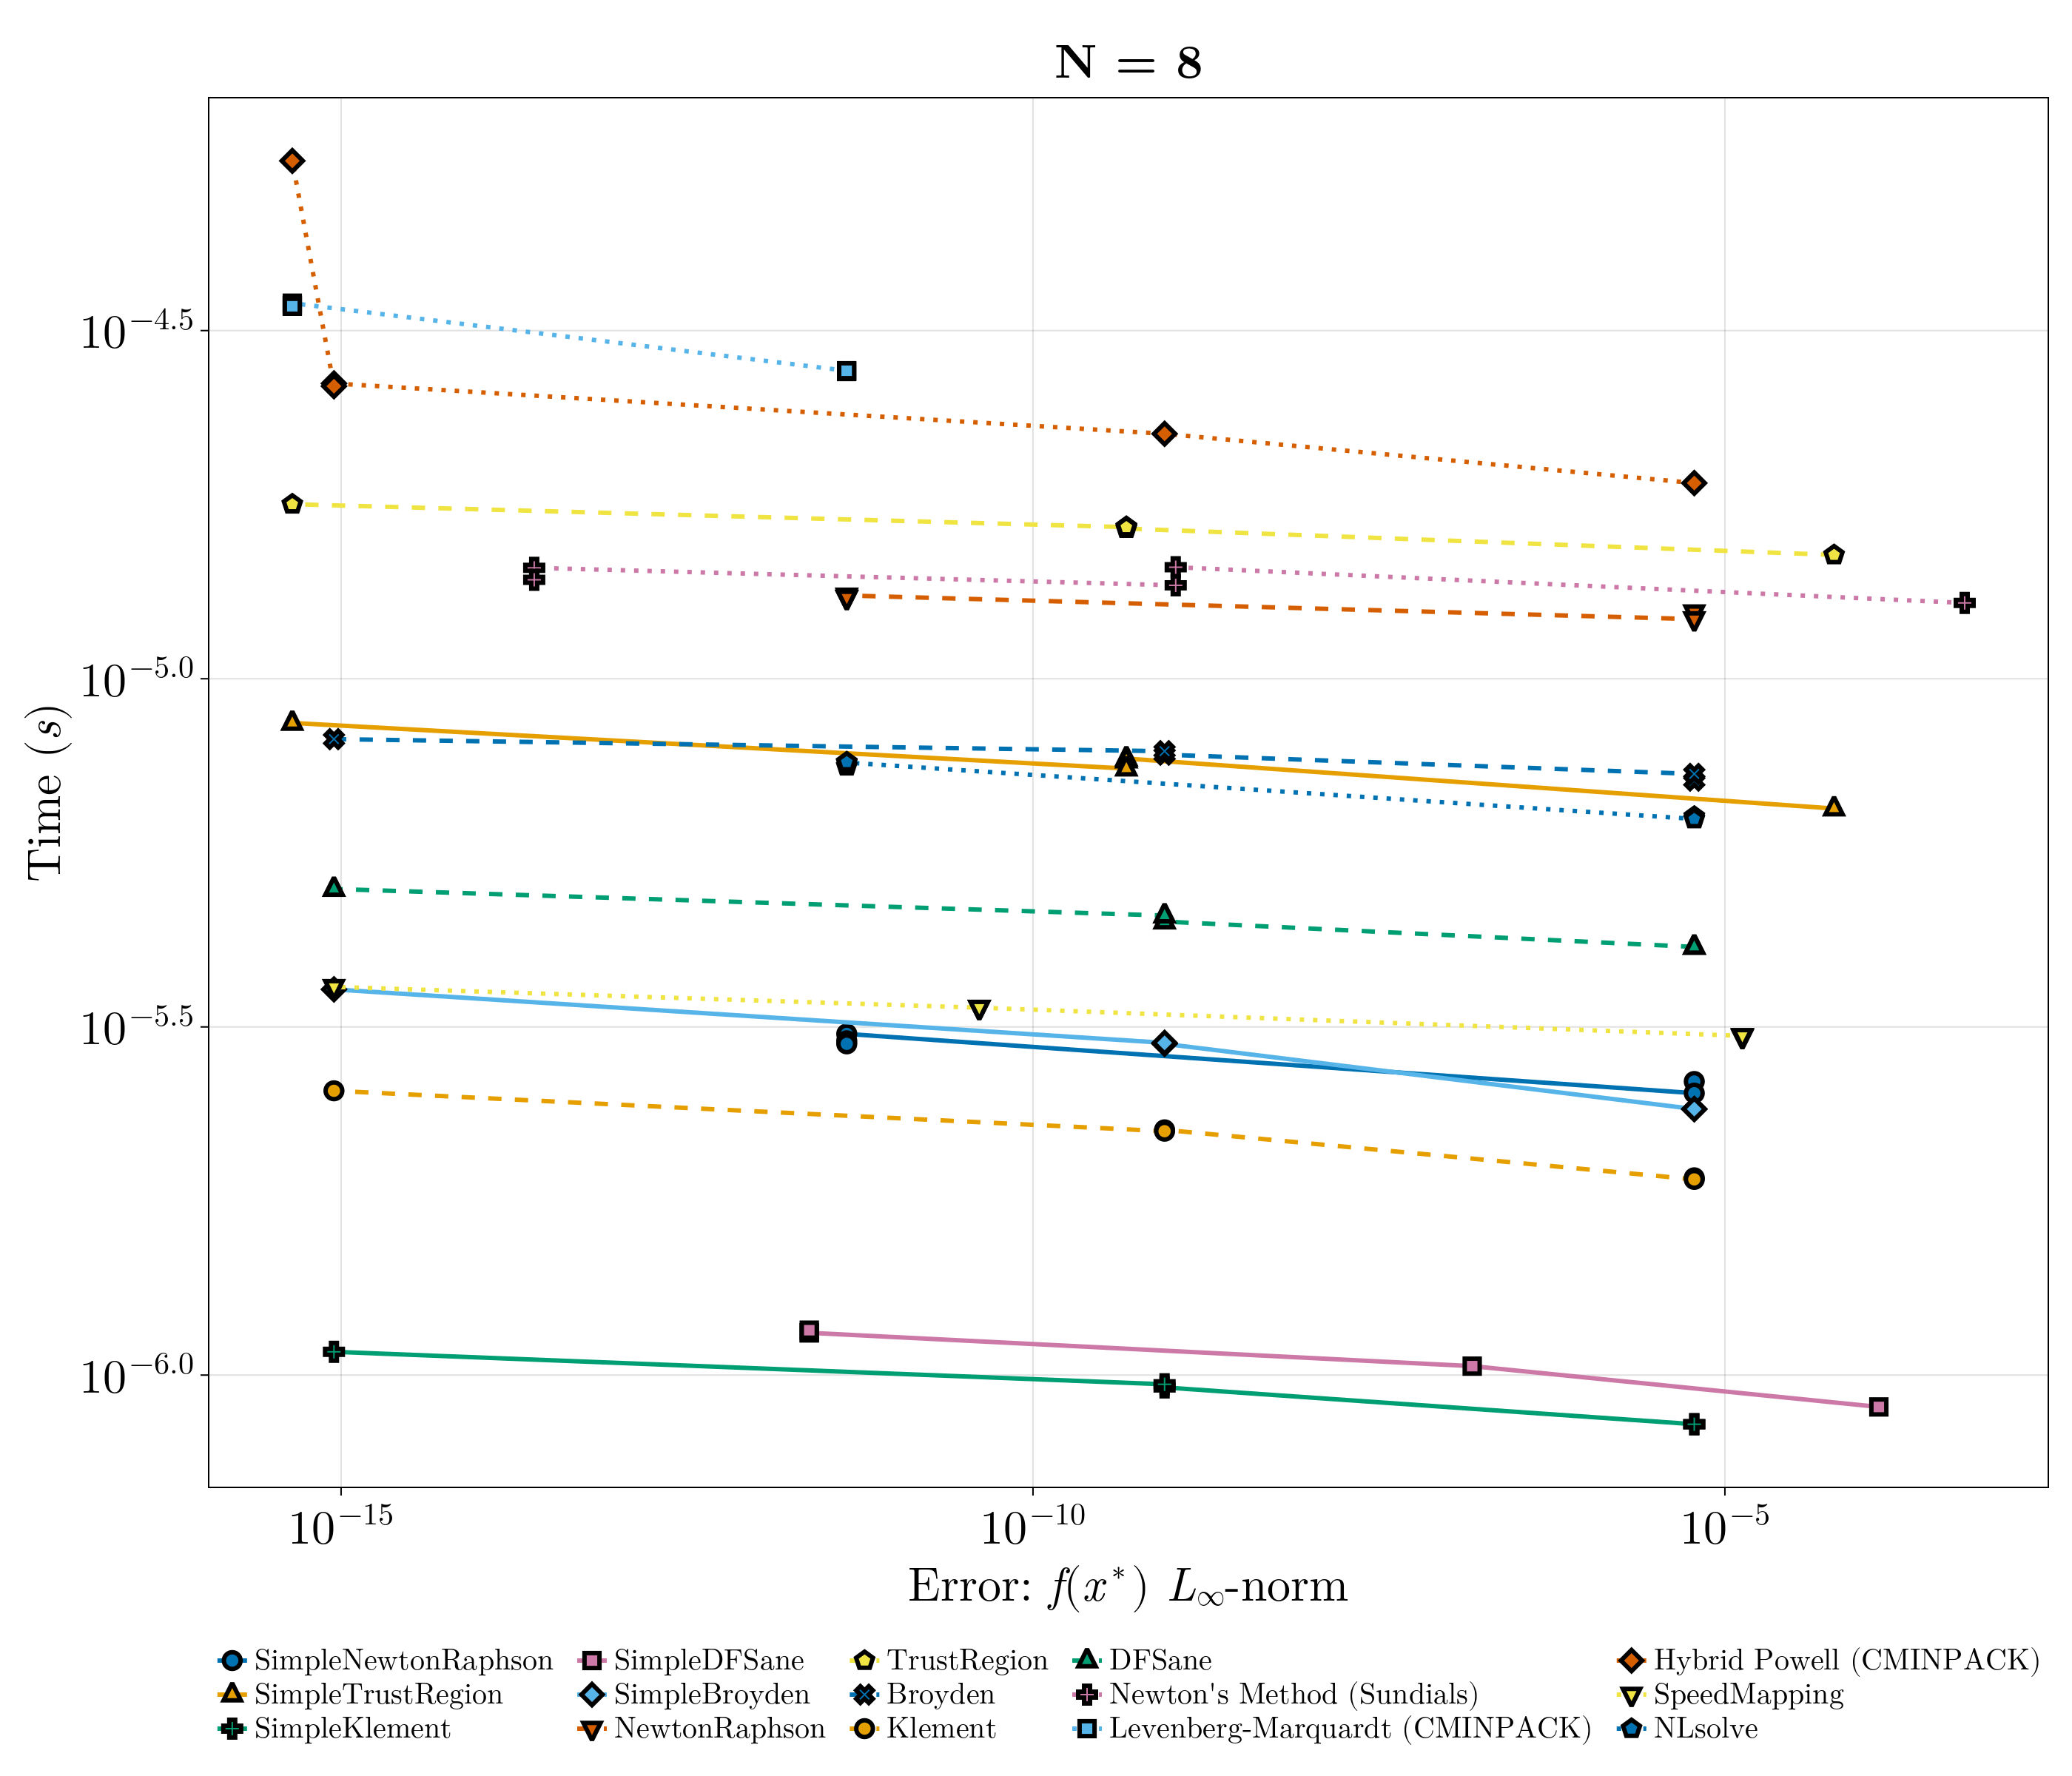 N = 8
10^{-4.5}
10^{-5.0}
10^{-5.5}
10^{-6.0}
Time (s)
10^{-15} 10^{-10} 10^{-5}
Error: f(x*) L∞-norm
SimpleNewtonRaphson SimpleDFSane TrustRegion DFSane Hybrid Powell (CMINPACK)
SimpleTrustRegion SimpleBroyden Broyden Newton's Method (Sundials) SpeedMapping
SimpleKlement NewtonRaphson Klement Levenberg-Marquardt (CMINPACK) NLsolve